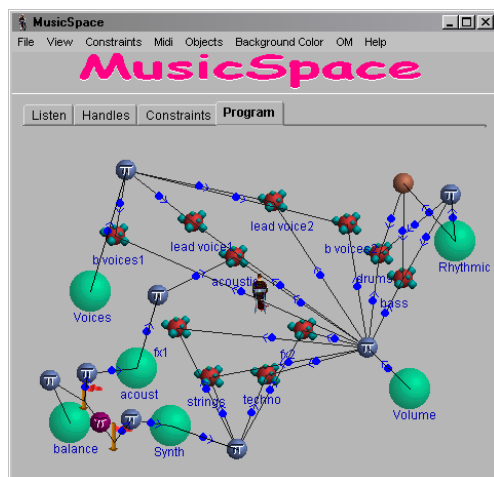 MusicSpace
File View Constraints Midi Objects Background Color OM Help
MusicSpace
Listen Handles Constraints Program
lead voice2
lead voice1
b voices1
b voices2
Rhythmic
drums
acoustic
bass
Voices
fx1
fx2
acoust
strings
techno
Volume
balance
Synth